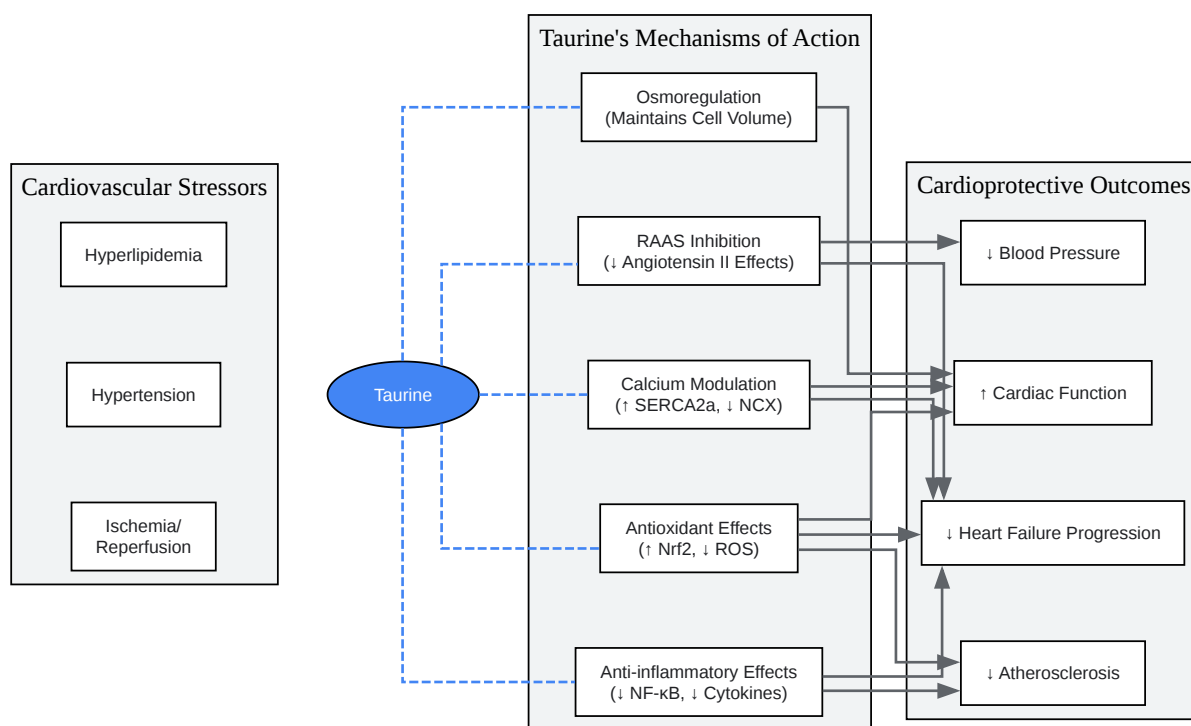 Cardiovascular Stressors
Hyperlipidemia
Hypertension
Ischemia/
Reperfusion
Taurine
Taurine's Mechanisms of Action
Osmoregulation
(Maintains Cell Volume)
RAAS Inhibition
(↓ Angiotensin II Effects)
Calcium Modulation
(↑ SERCA2a, ↓ NCX)
Antioxidant Effects
(↑ Nrf2, ↓ ROS)
Anti-inflammatory Effects
(↓ NF-κB, ↓ Cytokines)
Cardioprotective Outcomes
↓ Blood Pressure
↑ Cardiac Function
↓ Heart Failure Progression
↓ Atherosclerosis